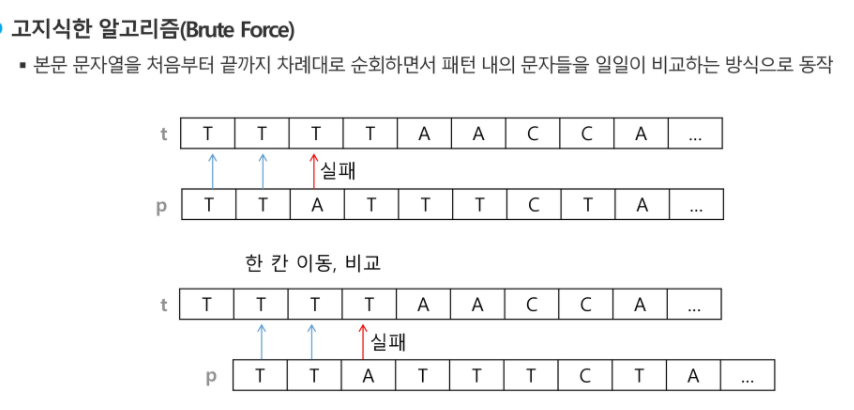 고지식한 알고리즘(Brute Force)
▪ 본문 문자열을 처음부터 끝까지 차례대로 순회하면서 패턴 내의 문자들을 일일이 비교하는 방식으로 동작
t T T T T A A C C A ...
실패
p T T A T T T C T A ...
한 칸 이동, 비교
t T T T T A A C C A ...
실패
p T T A T T T C T A ...